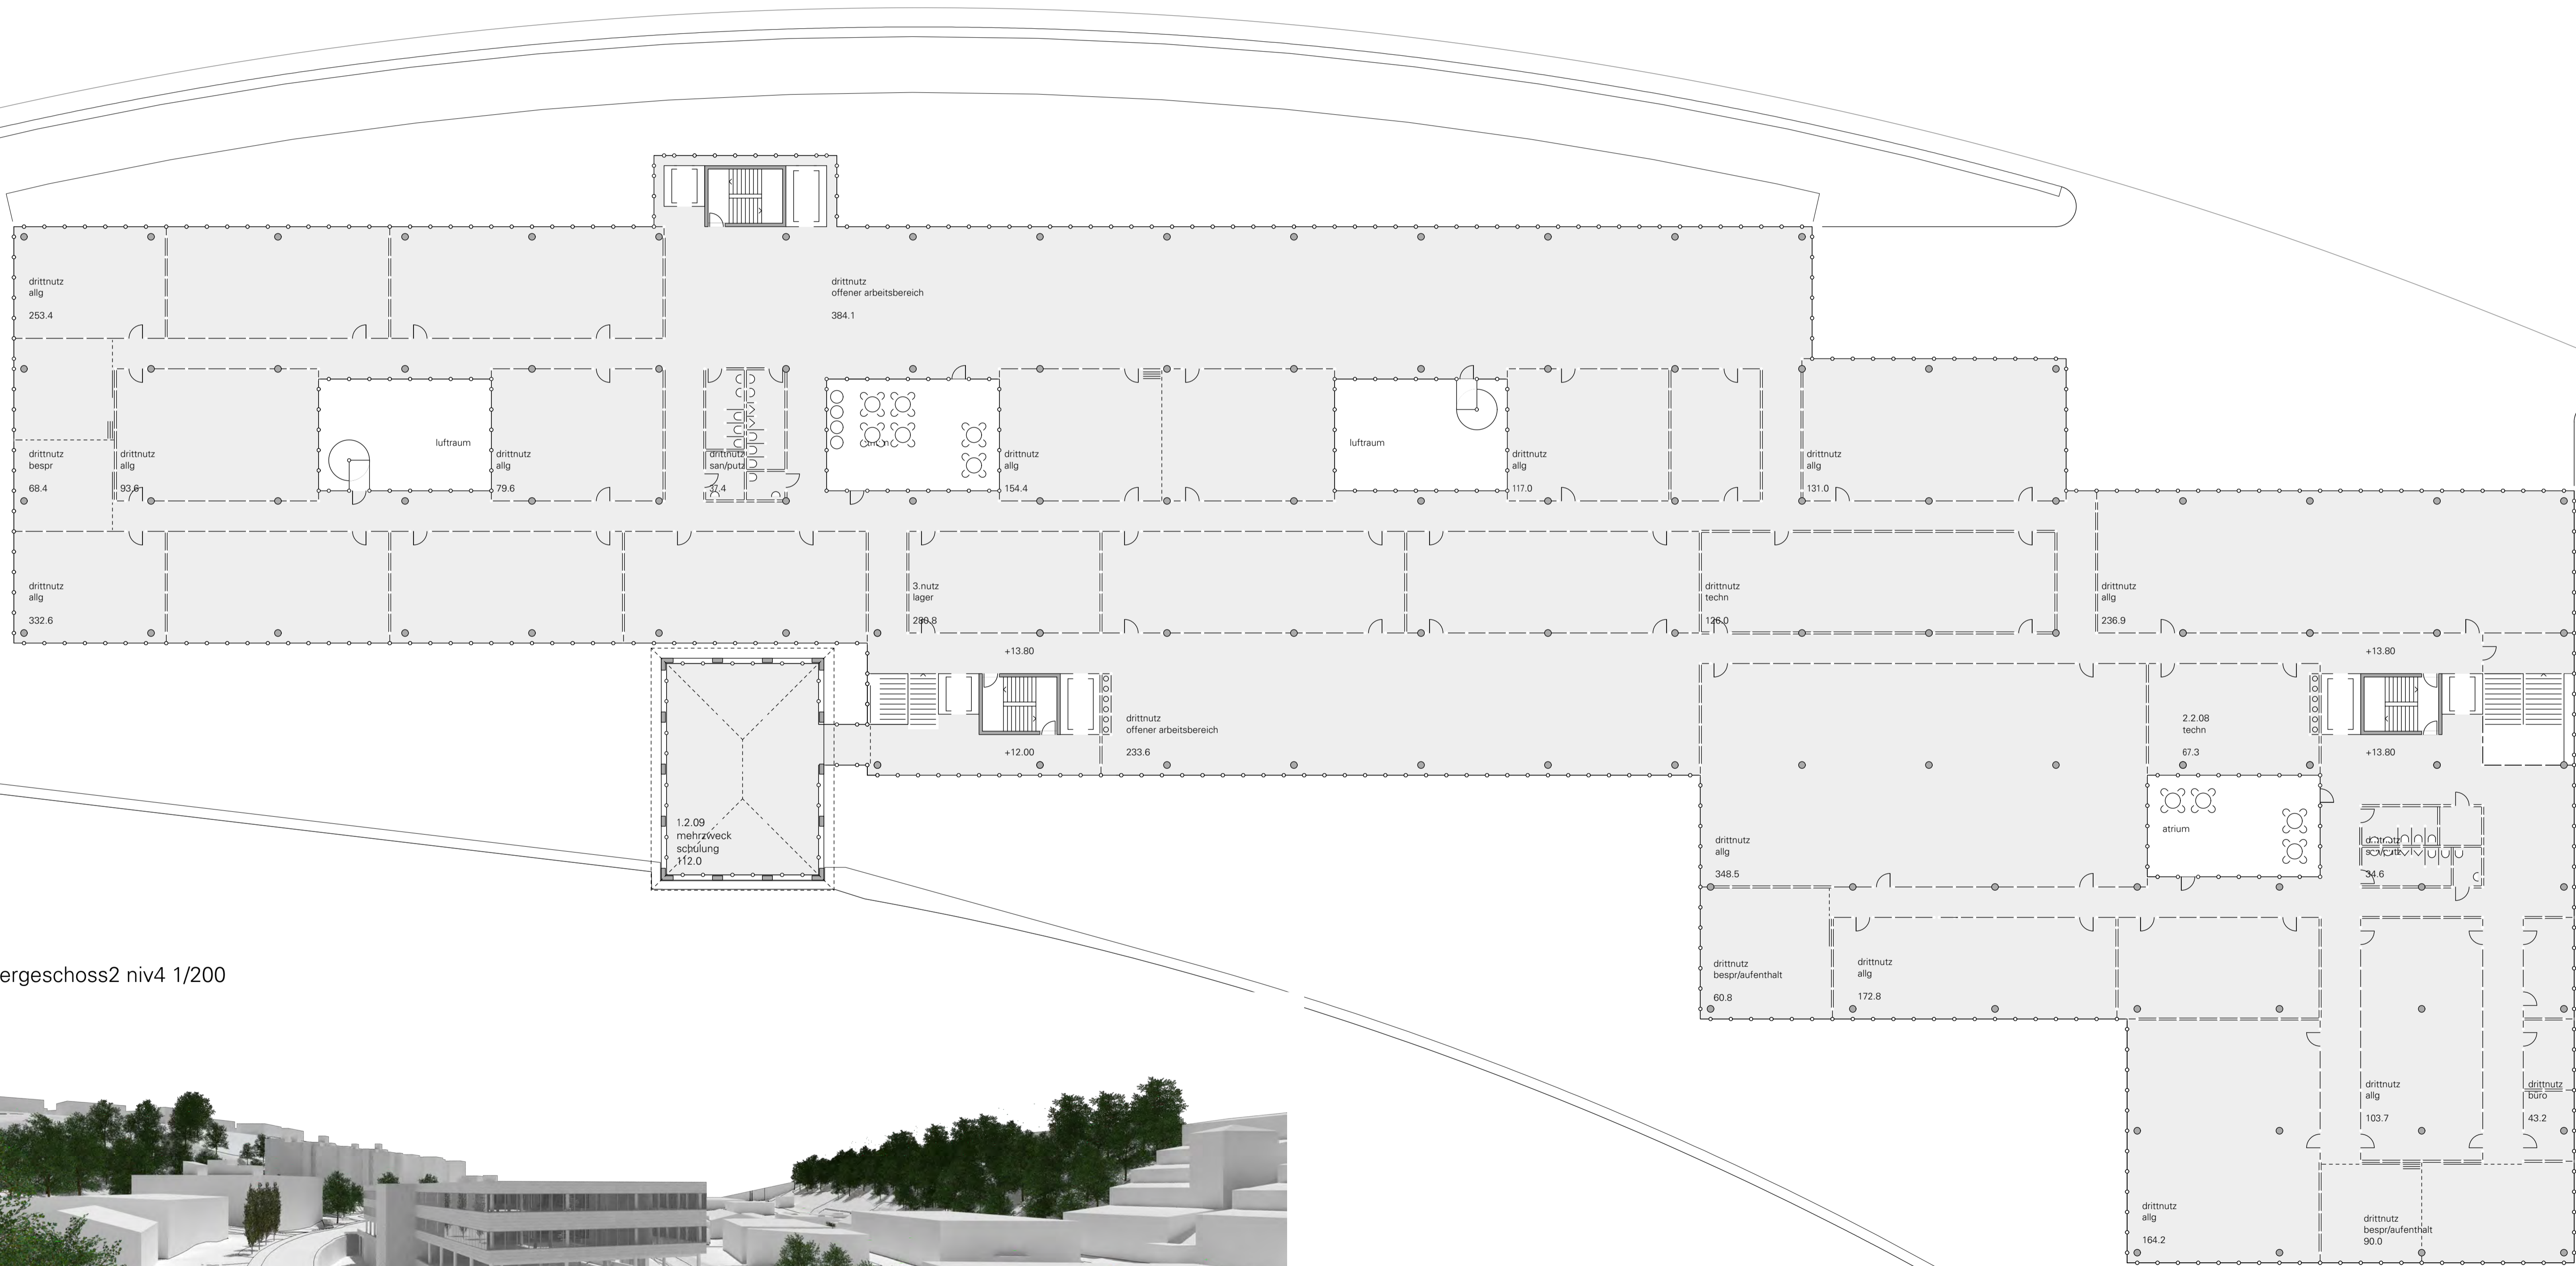 drittnutz
allg
253.4
drittnutz
offener arbeitsbereich
384.1
drittnutz
bespr
68.4
drittnutz
allg
93.6
luftraum
drittnutz
allg
79.6
drittnutz
san/putz
37.4
drittnutz
allg
154.4
luftraum
drittnutz
allg
117.0
drittnutz
allg
131.0
drittnutz
allg
332.6
3.nutz
lager
280.8
drittnutz
techn
126.0
drittnutz
allg
236.9
+13.80
+13.80
drittnutz
offener arbeitsbereich
233.6
+12.00
2.2.08
techn
67.3
+13.80
1.2.09
mehrzweck
schulung
112.0
drittnutz
allg
348.5
atrium
drittnutz
san/putz
34.6
drittnutz
bespr/aufenthalt
60.8
drittnutz
allg
172.8
ergeschoss2 niv4 1/200
drittnutz
allg
103.7
drittnutz
büro
43.2
drittnutz
allg
164.2
drittnutz
bespr/aufenthalt
90.0